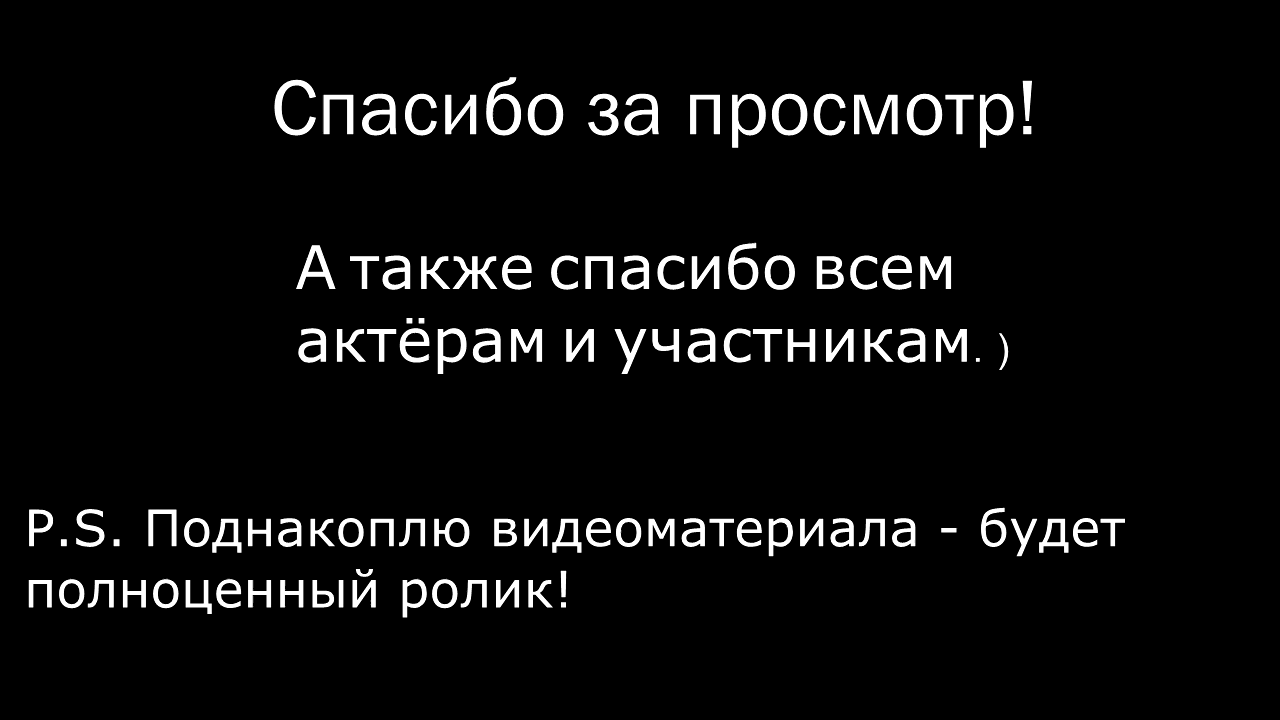 Спасибо за просмотр!
А также спасибо всем
актёрам и участникам. )
P.S. Поднакоплю видеоматериала - будет
полноценный ролик!